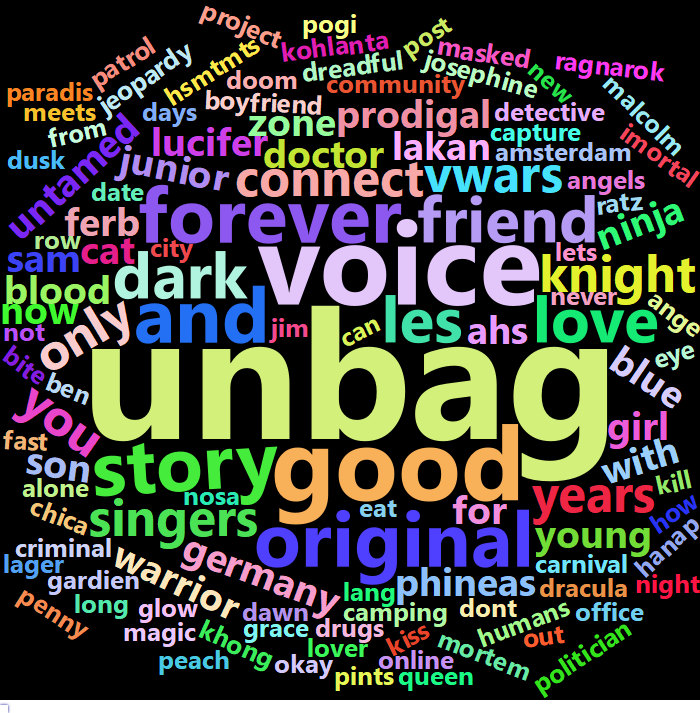 project
pogi
post
patrol
kohlanta
masked
ragnarok
jeopardy
hsmtmts
dreadful
josephine
new
malcolm
paradis
doom
community
meets
days
boyfriend
prodigal
detective
from
zone
capture
imortal
untamed
lucifer
doctor
lakan
amsterdam
dusk
junior
connect
vwars
angels
date
forever
friend
ratz
ninja
ferb
row
cat
city
voice
lets
sam
dark
knight
blood
never
now
and
jim
can
les
ahs
love
ange
not
only
eye
bite
ben
unbag
blue
you
girl
fast
story
good
with
son
kill
alone
nosa
eat
for
years
how
chica
singers
original
young
hanap
criminal
warrior
germany
carnival
lager
gardien
phineas
dracula
night
penny
long
glow
dawn
lang
camping
dont
humans
office
magic
khong
grace
drugs
kiss
mortem
out
politician
peach
okay
lover
online
pints
queen